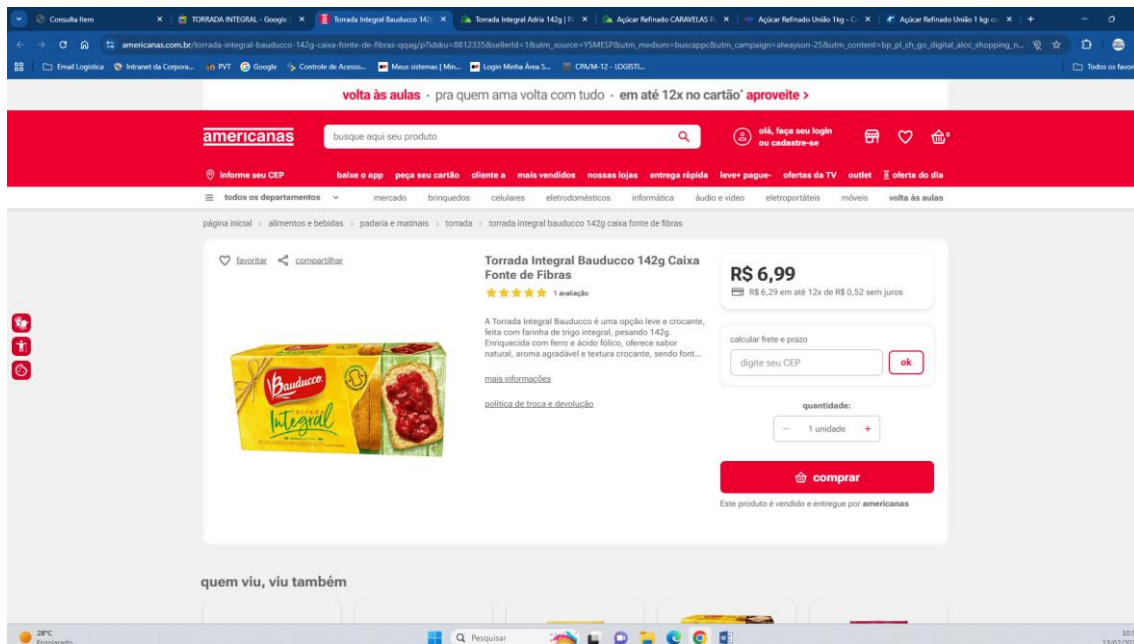 Consulta Item
TORRADA INTEGRAL - Google
Torrada Integral Bauducco 142
Torrada Integral Adria 142g | P
Açúcar Refinado CARAVELAS P
Açúcar Refinado União 1kg - C
Açúcar Refinado União 1 kg: co
americanas.com.br/torrada-integral-bauducco-142g-caixa-fonte-de-fibras-qqag/p?idsku=8812335&sellerId=1&utm_source=YSMESP&utm_medium=buscappc&utm_campaign=alwayson-25&utm_content=bp_pl_sh_go_digital_aloc_shopping_n...
Email Logistica
Intranet da Corpora...
PVT
Google
Controle de Acesso...
Meus sistemas | Min...
Login Minha Área S...
CPA/M-12 - LOGISTI...
Todos os favor
volta às aulas · pra quem ama volta com tudo · em até 12x no cartão* aproveite >
americanas
busque aqui seu produto
olá, faça seu login
ou cadastre-se
0
informe seu CEP
baixe o app peça seu cartão cliente a mais vendidos nossas lojas entrega rápida leve+ pague- ofertas da TV outlet oferta do dia
todos os departamentos mercado brinquedos celulares eletrodomésticos informática áudio e vídeo eletroportáteis móveis volta às aulas
página inicial > alimentos e bebidas > padaria e matinais > torrada > torrada integral bauducco 142g caixa fonte de fibras
favoritar compartilhar
Bauducco
torrada
Integral
Torrada Integral Bauducco 142g Caixa
Fonte de Fibras
1 avaliação
A Torrada Integral Bauducco é uma opção leve e crocante,
feita com farinha de trigo integral, pesando 142g.
Enriquecida com ferro e ácido fólico, oferece sabor
natural, aroma agradável e textura crocante, sendo font...
mais informações
política de troca e devolução
R$ 6,99
R$ 6,29 em até 12x de R$ 0,52 sem juros
calcular frete e prazo
digite seu CEP
ok
quantidade:
− 1 unidade +
comprar
Este produto é vendido e entregue por americanas
quem viu, viu também
28°C
Ensolarado
Pesquisar